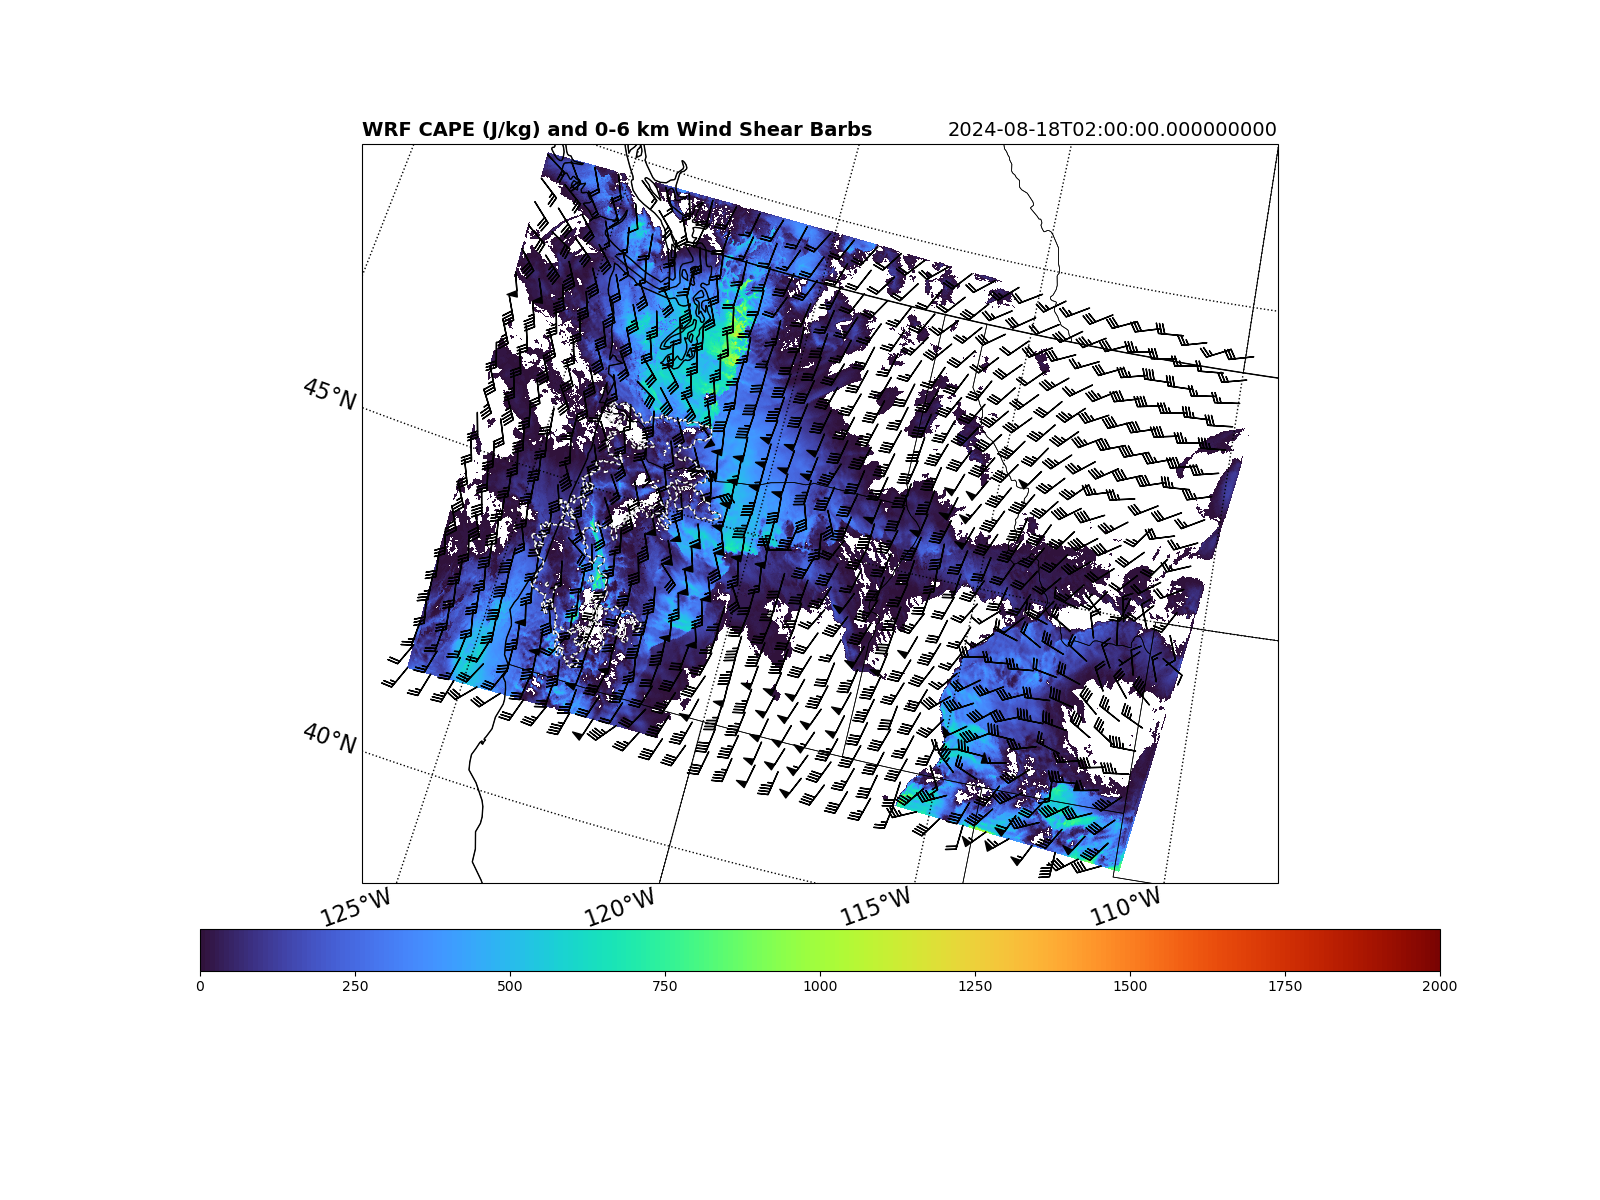 WRF CAPE (J/kg) and 0-6 km Wind Shear Barbs 2024-08-18T02:00:00.000000000
45°N
40°N
125°W 120°W 115°W 110°W
0 250 500 750 1000 1250 1500 1750 2000